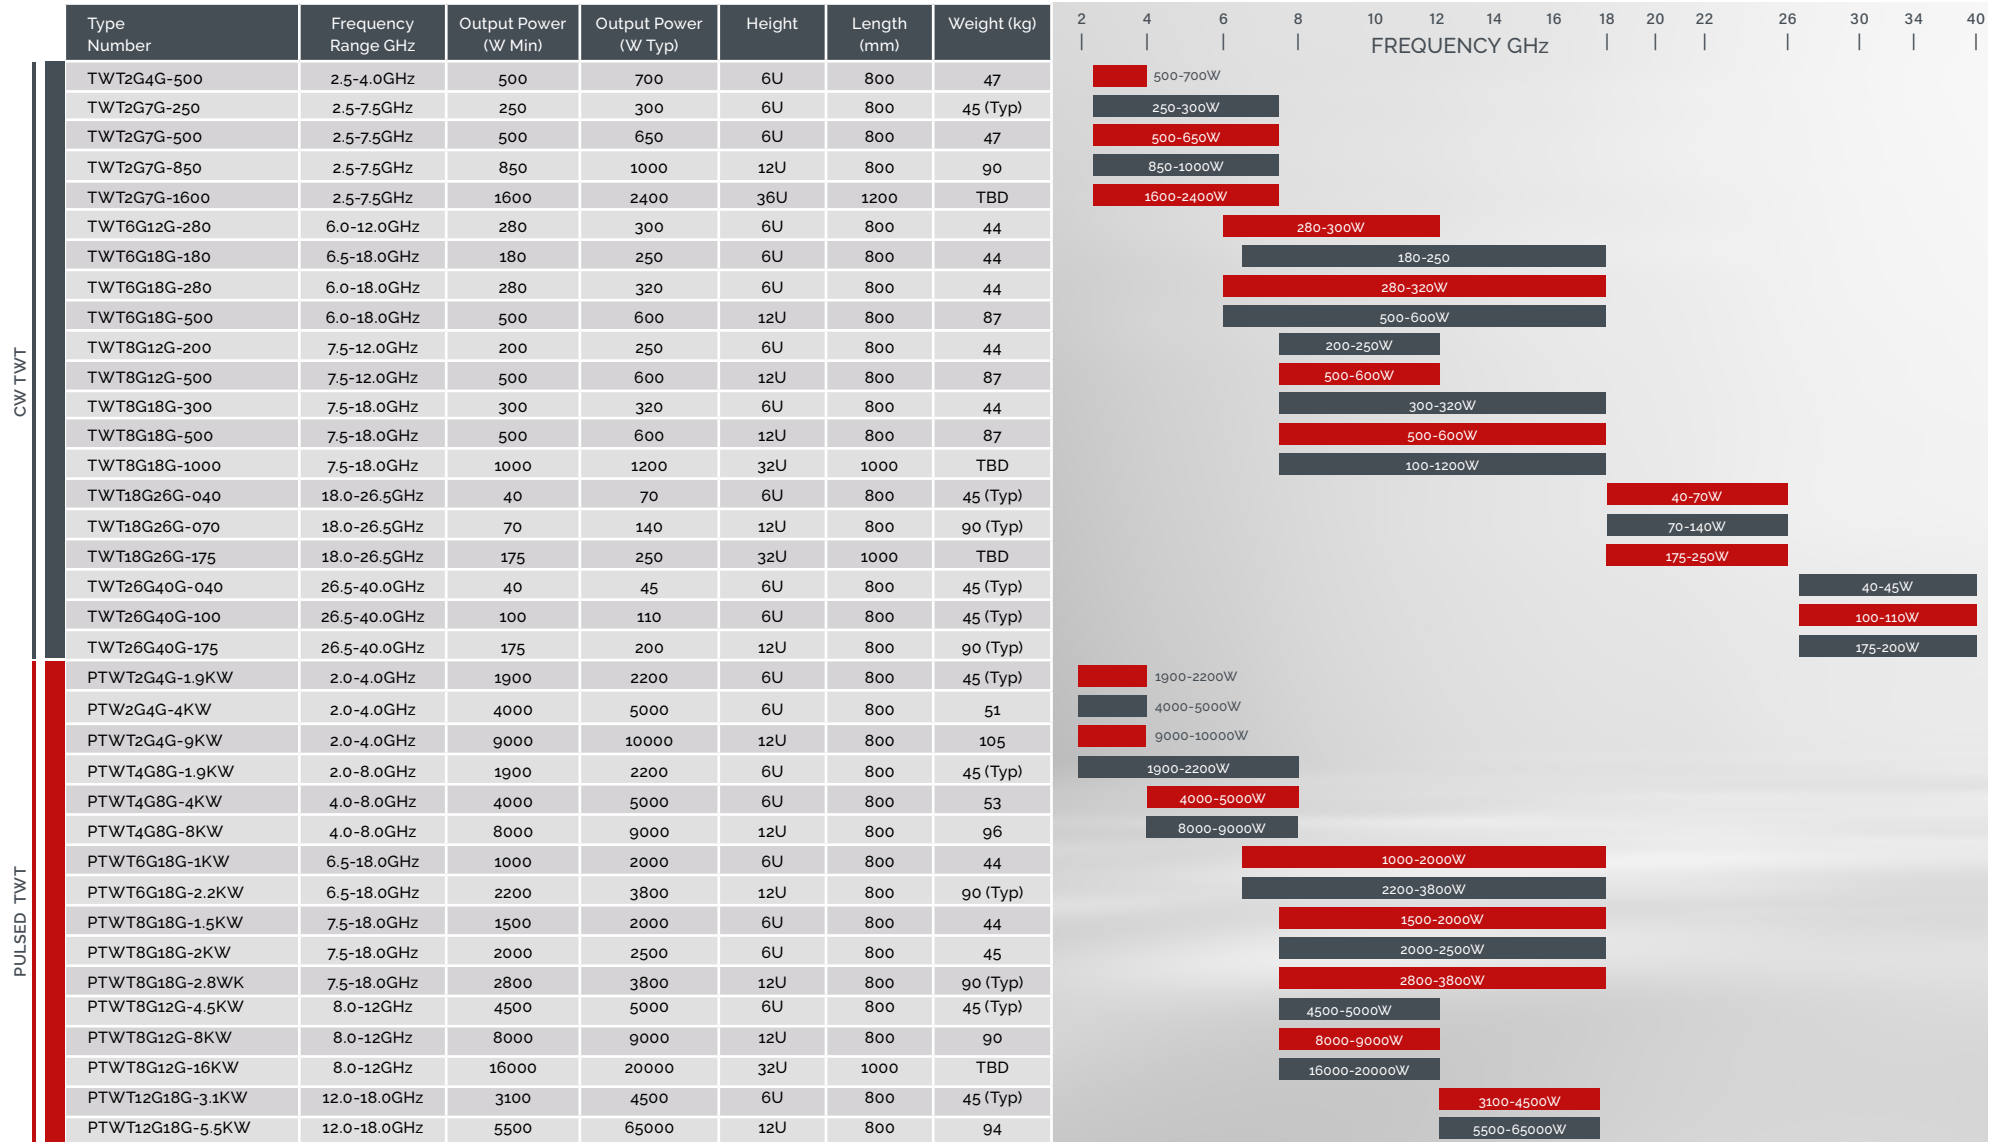 Type Number Frequency Range GHz Output Power (W Min) Output Power (W Typ) Height Length (mm) Weight (kg)
2 4 6 8 10 12 14 16 18 20 22 26 30 34 40
FREQUENCY GHz
CW TWT
TWT2G4G-500 2.5-4.0GHz 500 700 6U 800 47 500-700W
TWT2G7G-250 2.5-7.5GHz 250 300 6U 800 45 (Typ) 250-300W
TWT2G7G-500 2.5-7.5GHz 500 650 6U 800 47 500-650W
TWT2G7G-850 2.5-7.5GHz 850 1000 12U 800 90 850-1000W
TWT2G7G-1600 2.5-7.5GHz 1600 2400 36U 1200 TBD 1600-2400W
TWT6G12G-280 6.0-12.0GHz 280 300 6U 800 44 280-300W
TWT6G18G-180 6.5-18.0GHz 180 250 6U 800 44 180-250
TWT6G18G-280 6.0-18.0GHz 280 320 6U 800 44 280-320W
TWT6G18G-500 6.0-18.0GHz 500 600 12U 800 87 500-600W
TWT8G12G-200 7.5-12.0GHz 200 250 6U 800 44 200-250W
TWT8G12G-500 7.5-12.0GHz 500 600 12U 800 87 500-600W
TWT8G18G-300 7.5-18.0GHz 300 320 6U 800 44 300-320W
TWT8G18G-500 7.5-18.0GHz 500 600 12U 800 87 500-600W
TWT8G18G-1000 7.5-18.0GHz 1000 1200 32U 1000 TBD 100-1200W
TWT18G26G-040 18.0-26.5GHz 40 70 6U 800 45 (Typ) 40-70W
TWT18G26G-070 18.0-26.5GHz 70 140 12U 800 90 (Typ) 70-140W
TWT18G26G-175 18.0-26.5GHz 175 250 32U 1000 TBD 175-250W
TWT26G40G-040 26.5-40.0GHz 40 45 6U 800 45 (Typ) 40-45W
TWT26G40G-100 26.5-40.0GHz 100 110 6U 800 45 (Typ) 100-110W
TWT26G40G-175 26.5-40.0GHz 175 200 12U 800 90 (Typ) 175-200W
PULSED TWT
PTWT2G4G-1.9KW 2.0-4.0GHz 1900 2200 6U 800 45 (Typ) 1900-2200W
PTW2G4G-4KW 2.0-4.0GHz 4000 5000 6U 800 51 4000-5000W
PTWT2G4G-9KW 2.0-4.0GHz 9000 10000 12U 800 105 9000-10000W
PTWT4G8G-1.9KW 2.0-8.0GHz 1900 2200 6U 800 45 (Typ) 1900-2200W
PTWT4G8G-4KW 4.0-8.0GHz 4000 5000 6U 800 53 4000-5000W
PTWT4G8G-8KW 4.0-8.0GHz 8000 9000 12U 800 96 8000-9000W
PTWT6G18G-1KW 6.5-18.0GHz 1000 2000 6U 800 44 1000-2000W
PTWT6G18G-2.2KW 6.5-18.0GHz 2200 3800 12U 800 90 (Typ) 2200-3800W
PTWT8G18G-1.5KW 7.5-18.0GHz 1500 2000 6U 800 44 1500-2000W
PTWT8G18G-2KW 7.5-18.0GHz 2000 2500 6U 800 45 2000-2500W
PTWT8G18G-2.8WK 7.5-18.0GHz 2800 3800 12U 800 90 (Typ) 2800-3800W
PTWT8G12G-4.5KW 8.0-12GHz 4500 5000 6U 800 45 (Typ) 4500-5000W
PTWT8G12G-8KW 8.0-12GHz 8000 9000 12U 800 90 8000-9000W
PTWT8G12G-16KW 8.0-12GHz 16000 20000 32U 1000 TBD 16000-20000W
PTWT12G18G-3.1KW 12.0-18.0GHz 3100 4500 6U 800 45 (Typ) 3100-4500W
PTWT12G18G-5.5KW 12.0-18.0GHz 5500 65000 12U 800 94 5500-65000W